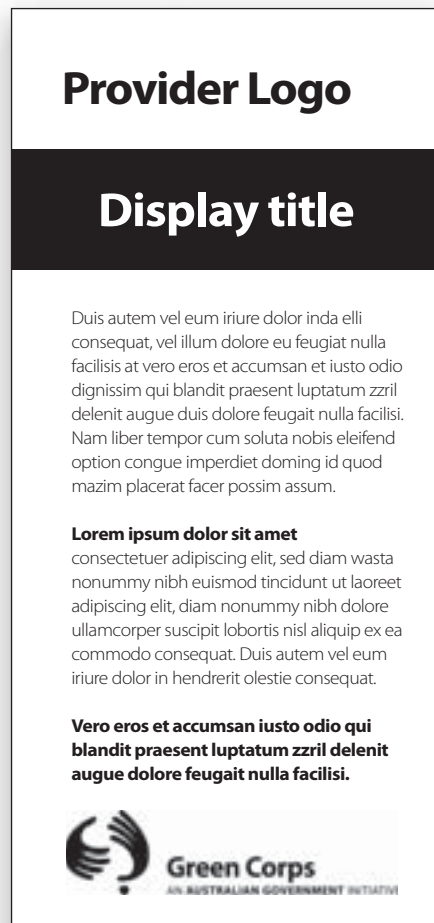 Provider Logo
Display title
Duis autem vel eum iriure dolor inda elli
consequat, vel illum dolore eu feugiat nulla
facilisis at vero eros et accumsan et iusto odio
dignissim qui blandit praesent luptatum zzril
delenit augue duis dolore feugait nulla facilisi.
Nam liber tempor cum soluta nobis eleifend
option congue imperdiet doming id quod
mazim placerat facer possim assum.
Lorem ipsum dolor sit amet
consectetuer adipiscing elit, sed diam wasta
nonummy nibh euismod tincidunt ut laoreet
adipiscing elit, diam nonummy nibh dolore
ullamcorper suscipit lobortis nisl aliquip ex ea
commodo consequat. Duis autem vel eum
iriure dolor in hendrerit olestie consequat.
Vero eros et accumsan iusto odio qui
blandit praesent luptatum zzril delenit
augue dolore feugait nulla facilisi.
Green Corps
AN AUSTRALIAN GOVERNMENT INITIATIVE